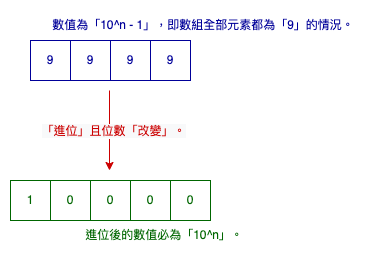 數值為「10^n - 1」，即數組全部元素都為「9」的情況。
9 9 9 9
「進位」且位數「改變」。
1 0 0 0 0
進位後的數值必為「10^n」。